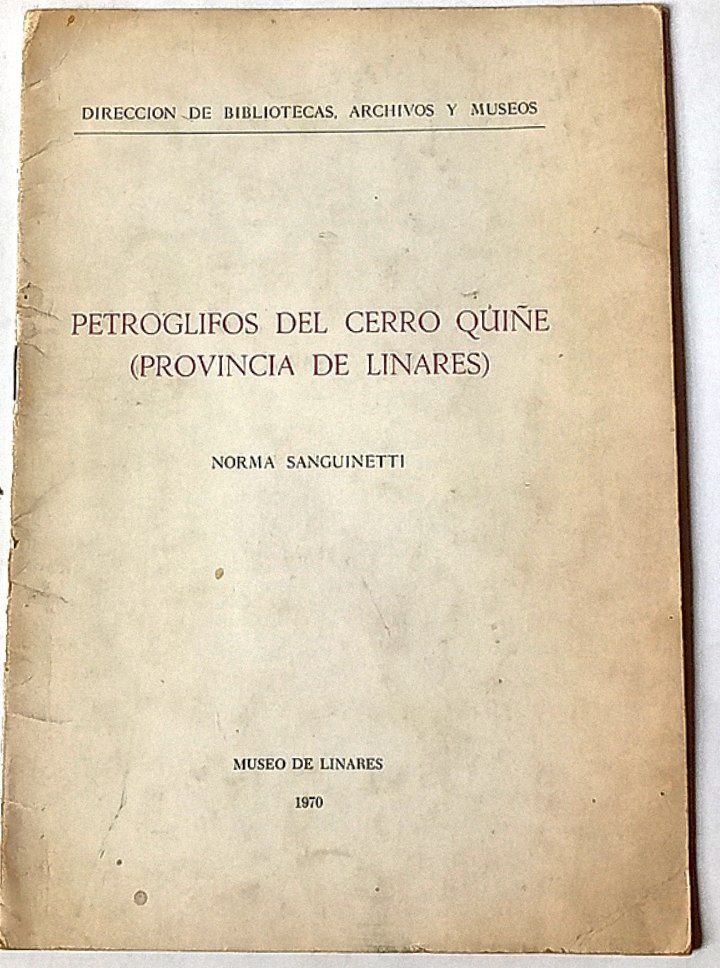 DIRECCION DE BIBLIOTECAS, ARCHIVOS Y MUSEOS
PETROGLIFOS DEL CERRO QUIÑE
(PROVINCIA DE LINARES)
NORMA SANGUINETTI
MUSEO DE LINARES
1970